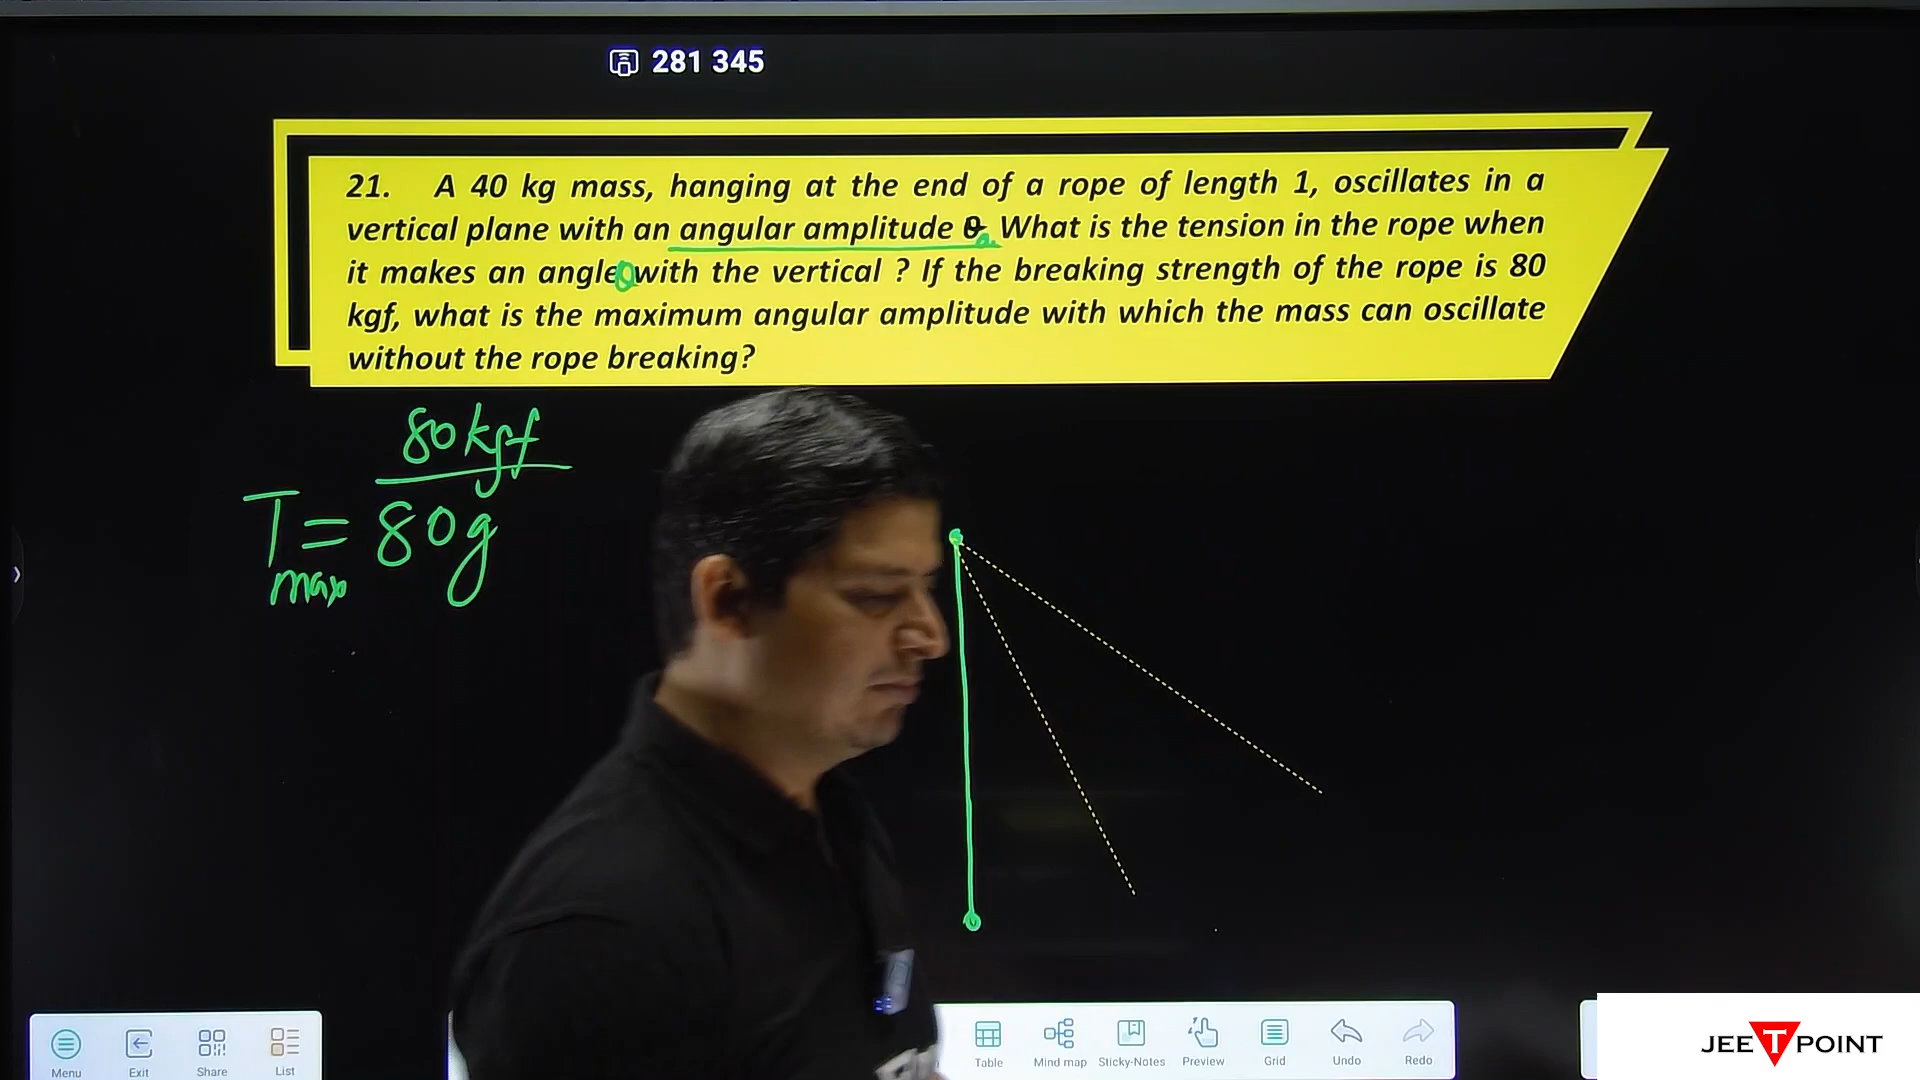 281 345
21. A 40 kg mass, hanging at the end of a rope of length 1, oscillates in a
vertical plane with an angular amplitude θa. What is the tension in the rope when
it makes an angle θ with the vertical ? If the breaking strength of the rope is 80
kgf, what is the maximum angular amplitude with which the mass can oscillate
without the rope breaking?
80 kgf
Tmax = 80g
Menu
Exit
Share
List
Table
Mind map
Sticky-Notes
Preview
Grid
Undo
Redo
JEE T POINT